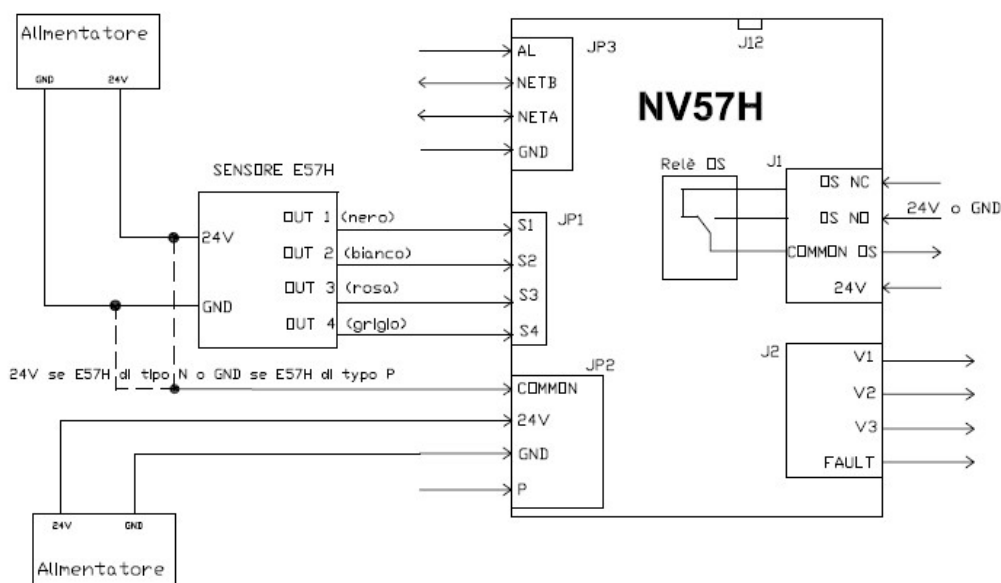 Alimentatore
GND 24V
SENSORE E57H
24V
GND
OUT 1 (nero)
OUT 2 (bianco)
OUT 3 (rosa)
OUT 4 (grigio)
24V se E57H di tipo N o GND se E57H di typo P
24V GND
Alimentatore
J12
NV57H
JP3
AL
NETB
NETA
GND
JP1
S1
S2
S3
S4
JP2
COMMON
24V
GND
P
Relè OS
J1
OS NC
OS NO
COMMON OS
24V
24V o GND
J2
V1
V2
V3
FAULT